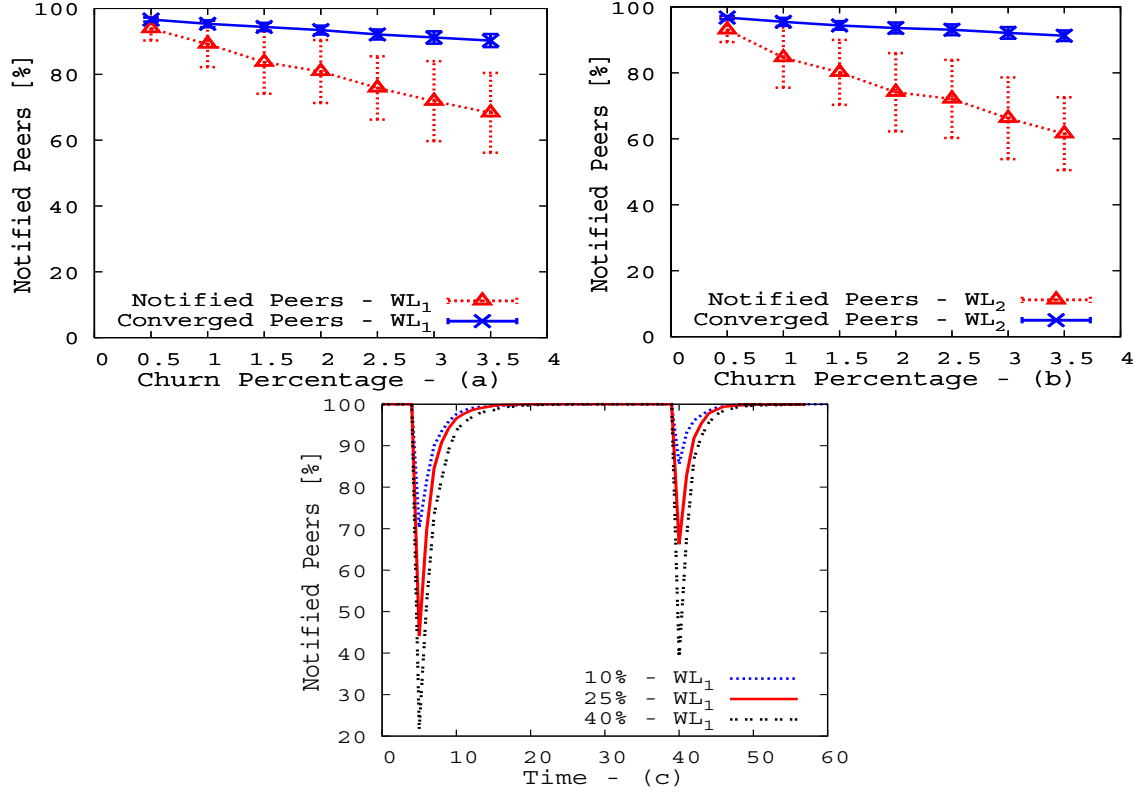 100
80
60
40
20
0
Notified Peers [%]
Notified Peers - WL1
Converged Peers - WL1
0 0.5 1 1.5 2 2.5 3 3.5 4
Churn Percentage - (a)
100
80
60
40
20
0
Notified Peers [%]
Notified Peers - WL2
Converged Peers - WL2
0 0.5 1 1.5 2 2.5 3 3.5 4
Churn Percentage - (b)
100
90
80
70
60
50
40
30
20
Notified Peers [%]
10% - WL1
25% - WL1
40% - WL1
0 10 20 30 40 50 60
Time - (c)